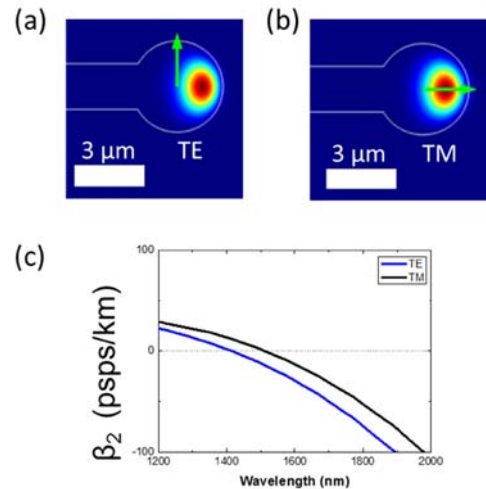 (a)
3 µm
TE
(b)
3 µm
TM
(c)
β2 (psps/km)
100
0
-100
TE
TM
1200
1400
1600
1800
2000
Wavelength (nm)